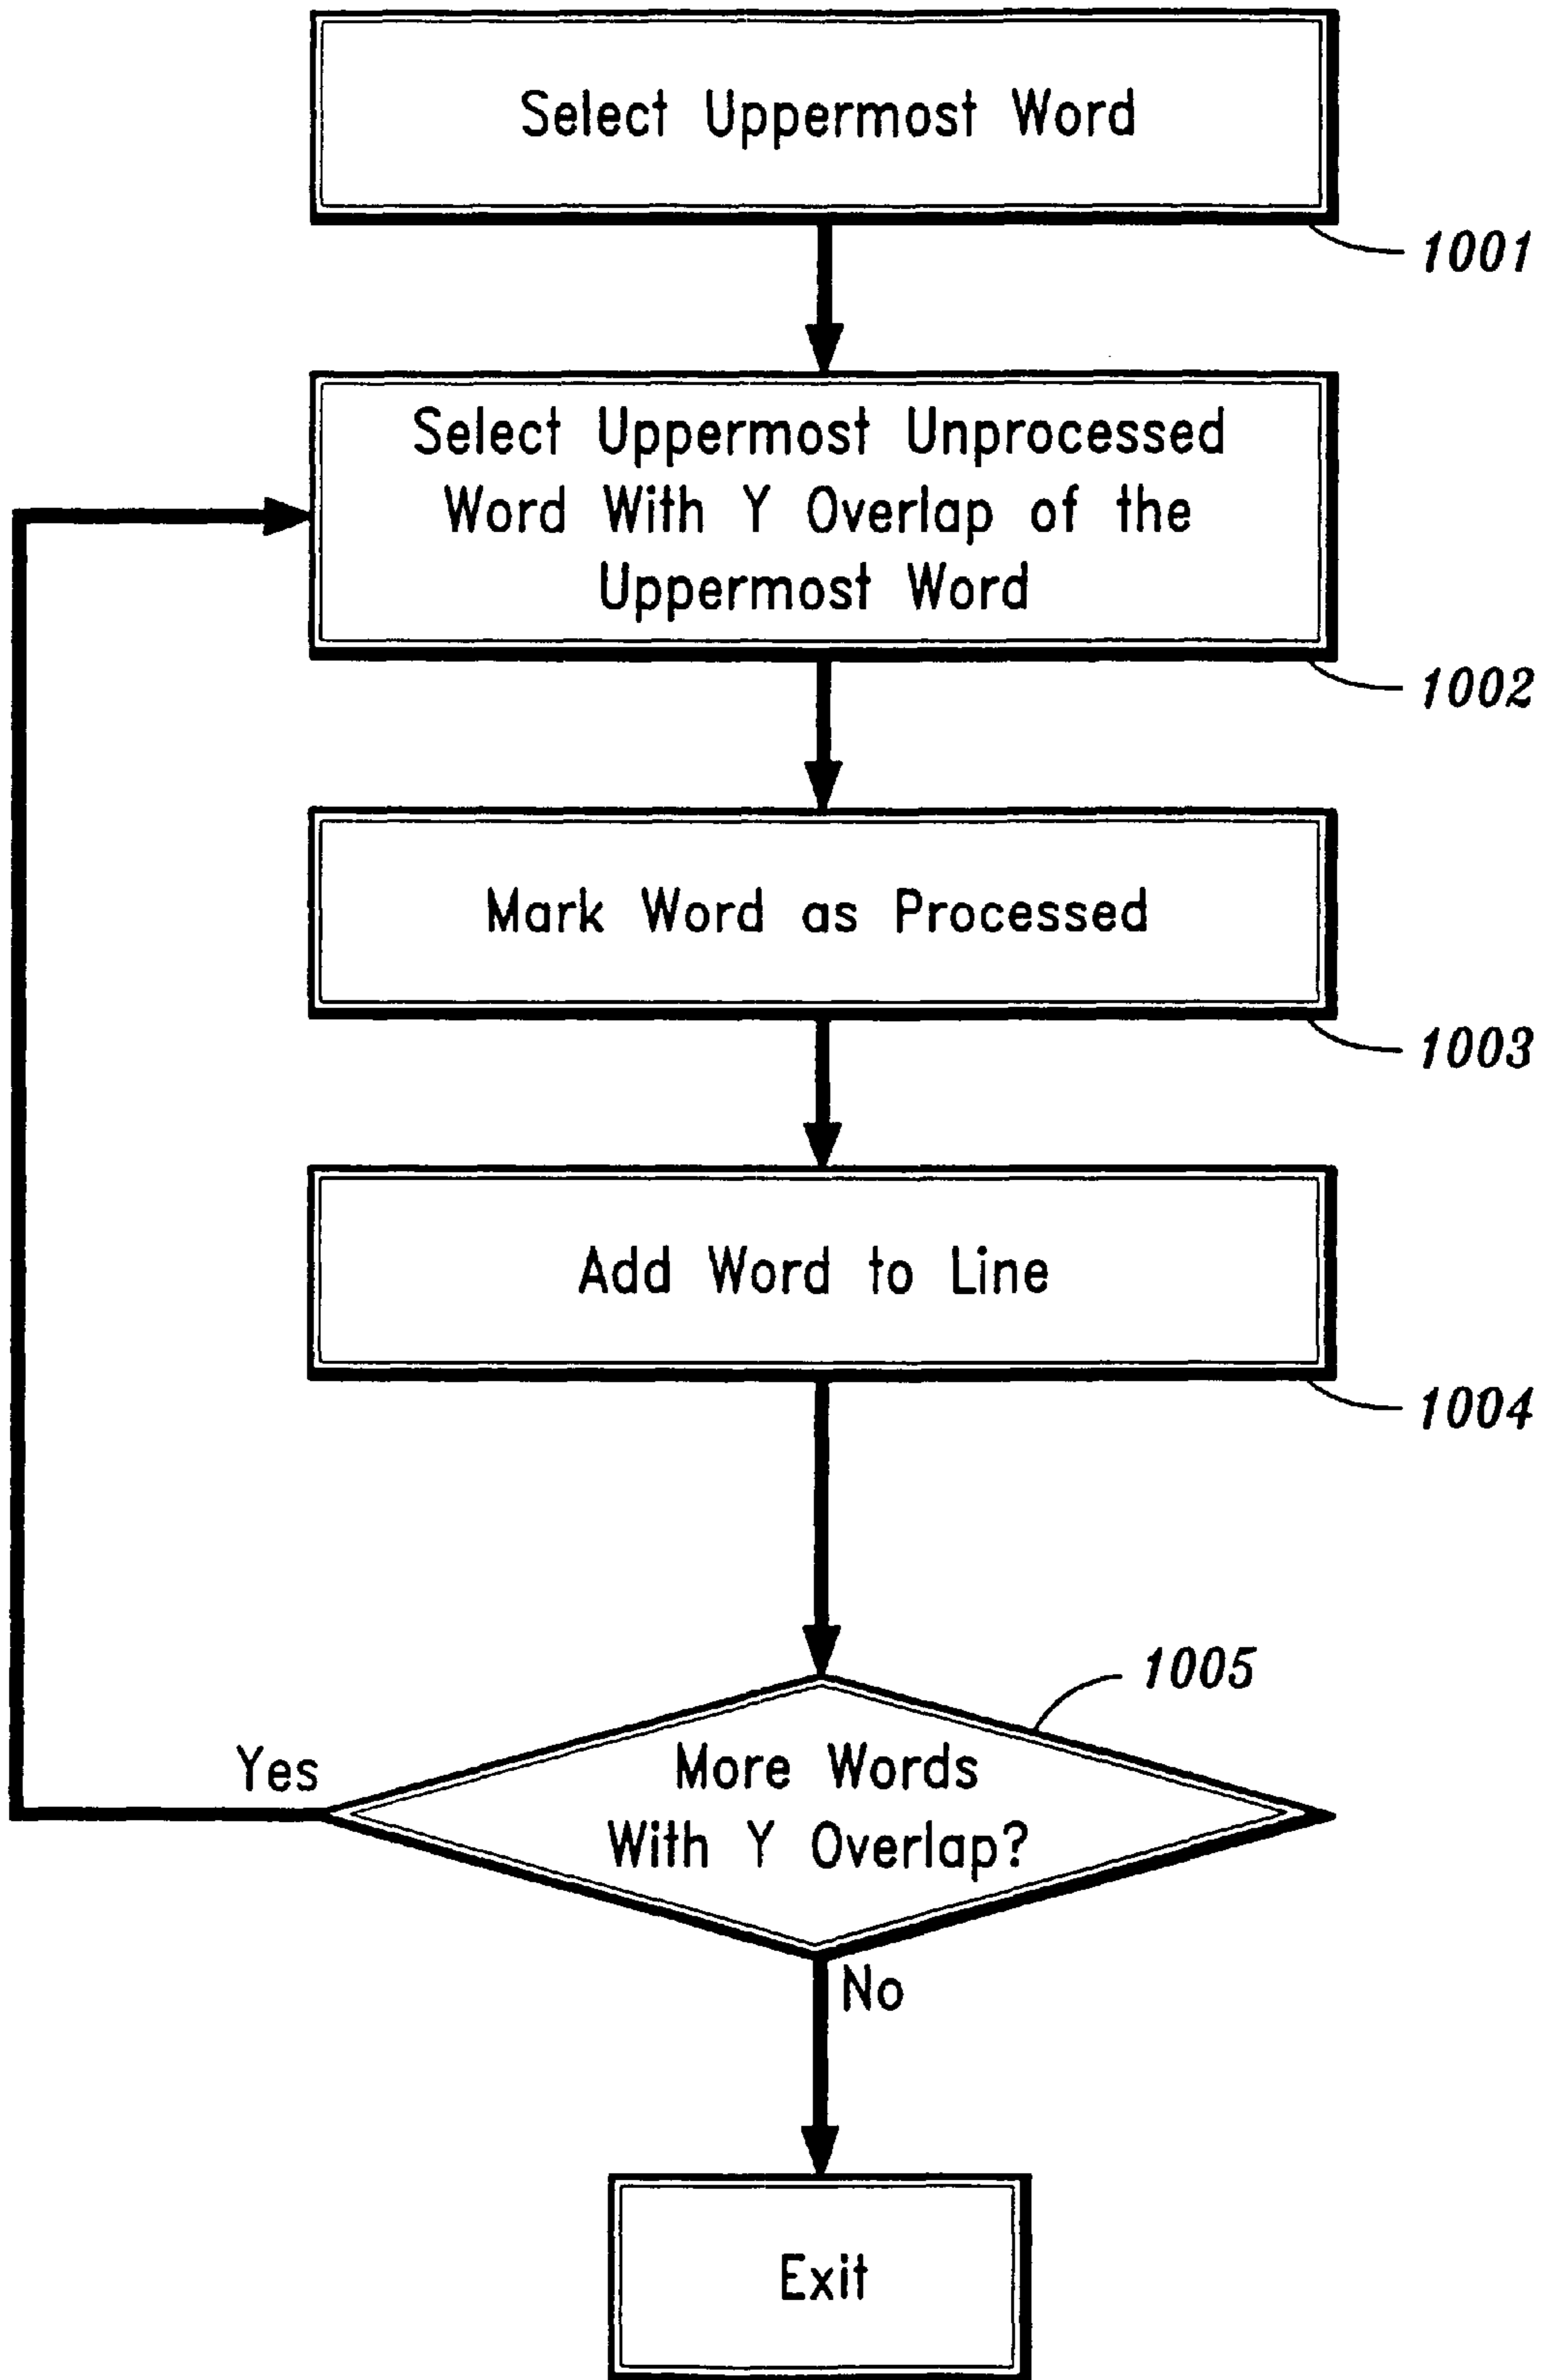 Select Uppermost Word
1001
Select Uppermost Unprocessed
Word With Y Overlap of the
Uppermost Word
1002
Mark Word as Processed
1003
Add Word to Line
1004
1005
More Words
With Y Overlap?
Yes
No
Exit